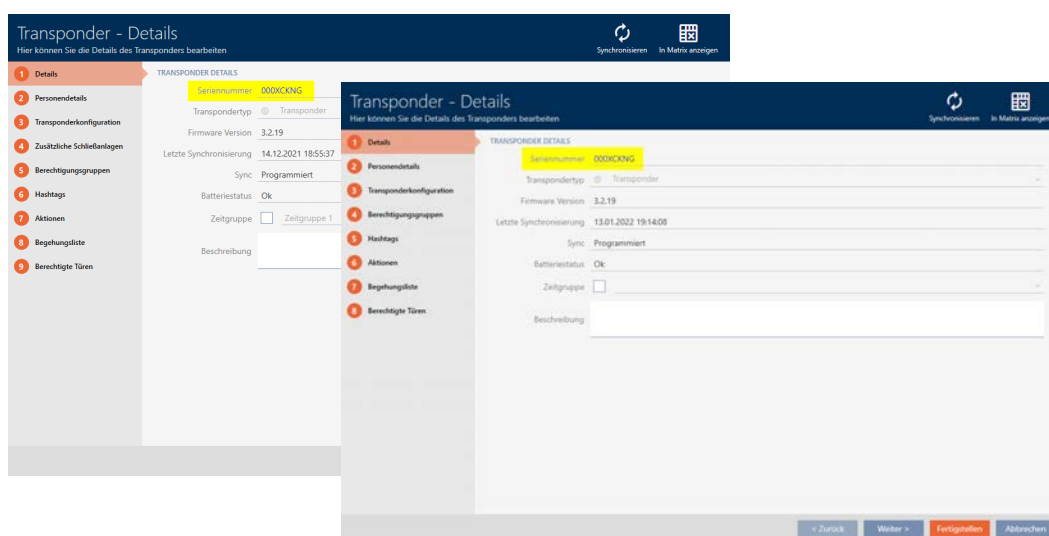 Transponder - Details
Hier können Sie die Details des Transponders bearbeiten
Synchronisieren
In Matrix anzeigen
1 Details
2 Personendetails
3 Transponderkonfiguration
4 Zusätzliche Schließanlagen
5 Berechtigungsgruppen
6 Hashtags
7 Aktionen
8 Begehungsliste
9 Berechtigte Türen
TRANSPONDER DETAILS
Seriennummer 000XCKNG
Transpondertyp Transponder
Firmware Version 3.2.19
Letzte Synchronisierung 14.12.2021 18:55:37
Sync Programmiert
Batteriestatus Ok
Zeitgruppe Zeitgruppe 1
Beschreibung
Transponder - Details
Hier können Sie die Details des Transponders bearbeiten
Synchronisieren
In Matrix anzeigen
1 Details
2 Personendetails
3 Transponderkonfiguration
4 Berechtigungsgruppen
5 Hashtags
6 Aktionen
7 Begehungsliste
8 Berechtigte Türen
TRANSPONDER DETAILS
Seriennummer 000XCKNG
Transpondertyp Transponder
Firmware Version 3.2.19
Letzte Synchronisierung 13.01.2022 19:14:08
Sync Programmiert
Batteriestatus Ok
Zeitgruppe
Beschreibung
< Zurück
Weiter >
Fertigstellen
Abbrechen